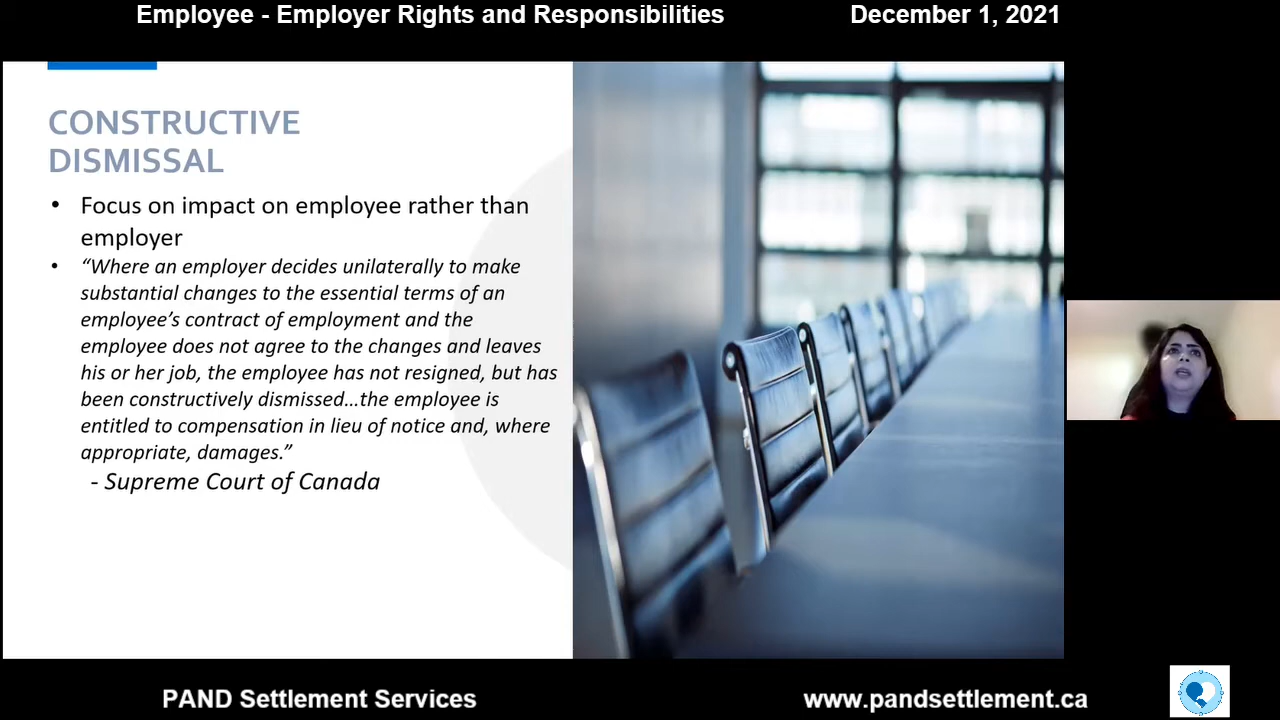 Employee - Employer Rights and Responsibilities
December 1, 2021
CONSTRUCTIVE
DISMISSAL
• Focus on impact on employee rather than
employer
• “Where an employer decides unilaterally to make
substantial changes to the essential terms of an
employee’s contract of employment and the
employee does not agree to the changes and leaves
his or her job, the employee has not resigned, but has
been constructively dismissed…the employee is
entitled to compensation in lieu of notice and, where
appropriate, damages.”
- Supreme Court of Canada
PAND Settlement Services
www.pandsettlement.ca